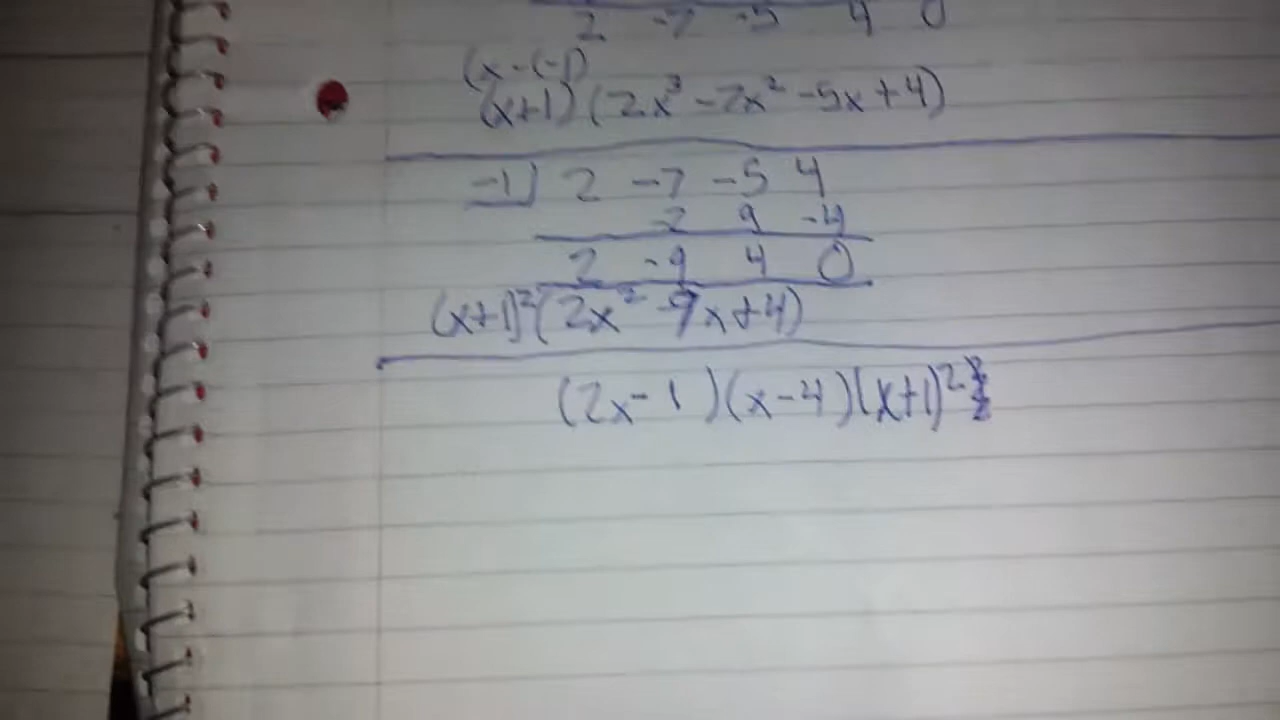 2 -7 -5 4 0
(x-(-1)
(x+1)(2x³ -7x² -5x +4)
-1 2 -7 -5 4
-2 9 -4
2 -9 4 0
(x+1)²(2x² -9x+4)
(2x-1)(x-4)(x+1)²